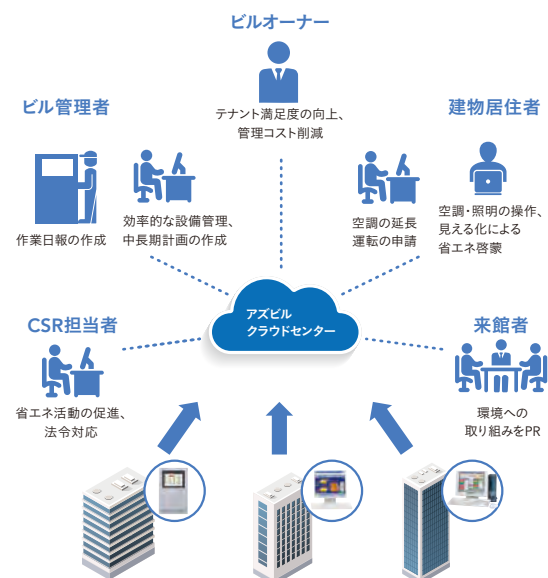 ビルオーナー
テナント満足度の向上、
管理コスト削減
ビル管理者
作業日報の作成
効率的な設備管理、
中長期計画の作成
建物居住者
空調の延長
運転の申請
空調・照明の操作、
見える化による
省エネ啓蒙
アズビル
クラウドセンター
CSR担当者
省エネ活動の促進、
法令対応
来館者
環境への
取り組みをPR